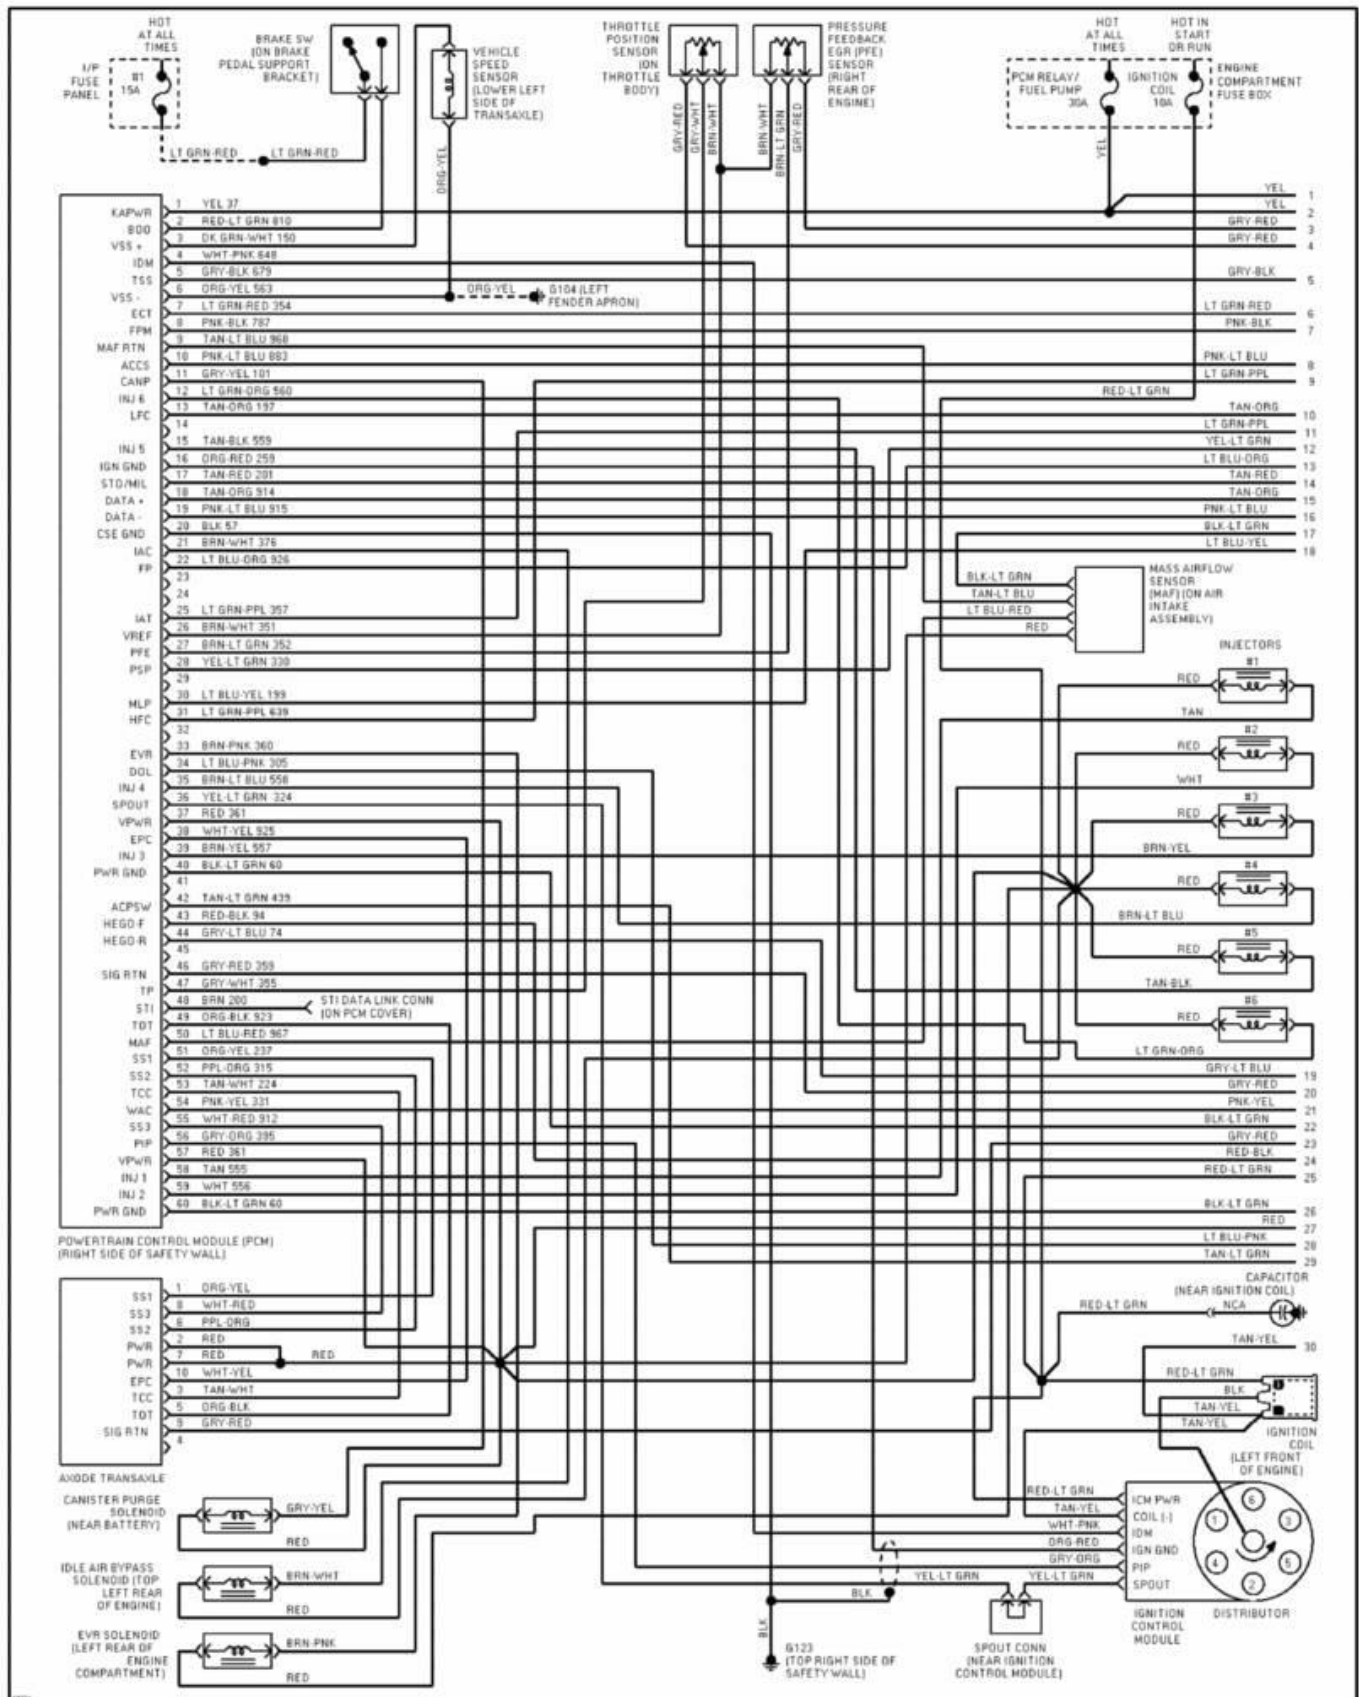 HOT
AT ALL
TIMES
I/P
FUSE
PANEL
#1
15A
BRAKE SW
(ON BRAKE
PEDAL SUPPORT
BRACKET)
VEHICLE
SPEED
SENSOR
(LOWER LEFT
SIDE OF
TRANSAXLE)
THROTTLE
POSITION
SENSOR
(ON
THROTTLE
BODY)
PRESSURE
FEEDBACK
EGR (PFE)
SENSOR
(RIGHT
REAR OF
ENGINE)
HOT
AT ALL
TIMES
HOT IN
START
OR RUN
PCM RELAY/
FUEL PUMP
30A
IGNITION
COIL
10A
ENGINE
COMPARTMENT
FUSE BOX
LT GRN-RED
LT GRN-RED
ORG-YEL
GRY-RED
GRY-WHT
BRN-WHT
BRN-WHT
BRN-LT GRN
GRY-RED
YEL
KAPWR 1 YEL 37
BOO 2 RED-LT GRN 810
VSS + 3 DK GRN-WHT 150
IDM 4 WHT-PNK 648
TSS 5 GRY-BLK 679
VSS - 6 ORG-YEL 563
ECT 7 LT GRN-RED 354
FPM 8 PNK-BLK 787
MAF RTN 9 TAN-LT BLU 968
ACCS 10 PNK-LT BLU 883
CANP 11 GRY-YEL 101
INJ 6 12 LT GRN-ORG 560
LFC 13 TAN-ORG 197
14
INJ 5 15 TAN-BLK 559
IGN GND 16 ORG-RED 259
STO/MIL 17 TAN-RED 201
DATA + 18 TAN-ORG 914
DATA - 19 PNK-LT BLU 915
CSE GND 20 BLK 57
IAC 21 BRN-WHT 376
FP 22 LT BLU-ORG 926
23
24
IAT 25 LT GRN-PPL 357
VREF 26 BRN-WHT 351
PFE 27 BRN-LT GRN 352
PSP 28 YEL-LT GRN 330
29
MLP 30 LT BLU-YEL 199
HFC 31 LT GRN-PPL 639
32
EVR 33 BRN-PNK 360
DOL 34 LT BLU-PNK 305
INJ 4 35 BRN-LT BLU 558
SPOUT 36 YEL-LT GRN 324
VPWR 37 RED 361
EPC 38 WHT-YEL 925
INJ 3 39 BRN-YEL 557
PWR GND 40 BLK-LT GRN 60
41
ACPSW 42 TAN-LT GRN 439
HEGO-F 43 RED-BLK 94
HEGO-R 44 GRY-LT BLU 74
45
SIG RTN 46 GRY-RED 359
TP 47 GRY-WHT 355
STI 48 BRN 200
TOT 49 ORG-BLK 923
MAF 50 LT BLU-RED 967
SS1 51 ORG-YEL 237
SS2 52 PPL-ORG 315
TCC 53 TAN-WHT 224
WAC 54 PNK-YEL 331
SS3 55 WHT-RED 912
PIP 56 GRY-ORG 395
VPWR 57 RED 361
INJ 1 58 TAN 555
INJ 2 59 WHT 556
PWR GND 60 BLK-LT GRN 60
POWERTRAIN CONTROL MODULE (PCM)
(RIGHT SIDE OF SAFETY WALL)
ORG-YEL
G104 (LEFT
FENDER APRON)
STI DATA LINK CONN
(ON PCM COVER)
YEL 1
YEL 2
GRY-RED 3
GRY-RED 4
GRY-BLK 5
LT GRN-RED 6
PNK-BLK 7
PNK-LT BLU 8
LT GRN-PPL 9
RED-LT GRN
TAN-ORG 10
LT GRN-PPL 11
YEL-LT GRN 12
LT BLU-ORG 13
TAN-RED 14
TAN-ORG 15
PNK-LT BLU 16
BLK-LT GRN 17
LT BLU-YEL 18
BLK-LT GRN
TAN-LT BLU
LT BLU-RED
RED
MASS AIRFLOW
SENSOR
(MAF) (ON AIR
INTAKE
ASSEMBLY)
INJECTORS
#1
RED
TAN
#2
RED
WHT
#3
RED
BRN-YEL
#4
RED
BRN-LT BLU
#5
RED
TAN-BLK
#6
RED
LT GRN-ORG
GRY-LT BLU 19
GRY-RED 20
PNK-YEL 21
BLK-LT GRN 22
GRY-RED 23
RED-BLK 24
RED-LT GRN 25
BLK-LT GRN 26
RED 27
LT BLU-PNK 28
TAN-LT GRN 29
CAPACITOR
(NEAR IGNITION COIL)
RED-LT GRN
NCA
TAN-YEL 30
RED-LT GRN
BLK
TAN-YEL
TAN-YEL
IGNITION
COIL
(LEFT FRONT
OF ENGINE)
SS1 1 ORG-YEL
SS3 8 WHT-RED
SS2 6 PPL-ORG
PWR 2 RED
PWR 7 RED
RED
EPC 10 WHT-YEL
TCC 3 TAN-WHT
TOT 5 ORG-BLK
SIG RTN 9 GRY-RED
4
AXODE TRANSAXLE
CANISTER PURGE
SOLENOID
(NEAR BATTERY)
GRY-YEL
RED
IDLE AIR BYPASS
SOLENOID (TOP
LEFT REAR
OF ENGINE)
BRN-WHT
RED
EVR SOLENOID
(LEFT REAR OF
ENGINE
COMPARTMENT)
BRN-PNK
RED
RED-LT GRN ICM PWR
TAN-YEL COIL (-)
WHT-PNK IDM
ORG-RED IGN GND
GRY-ORG PIP
YEL-LT GRN YEL-LT GRN SPOUT
BLK
BLK
G123
(TOP RIGHT SIDE OF
SAFETY WALL)
SPOUT CONN
(NEAR IGNITION
CONTROL MODULE)
IGNITION
CONTROL
MODULE
DISTRIBUTOR
6
1
3
4
5
2